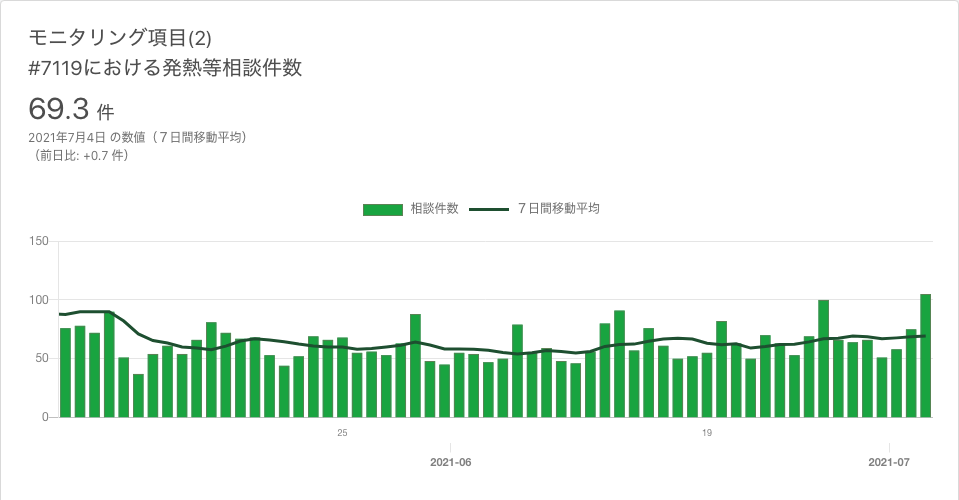 モニタリング項目(2)
#7119における発熱等相談件数
69.3 件
2021年7月4日 の数値（７日間移動平均）
（前日比: +0.7 件）
相談件数 ７日間移動平均
150
100
50
0
25 19
2021-06 2021-07